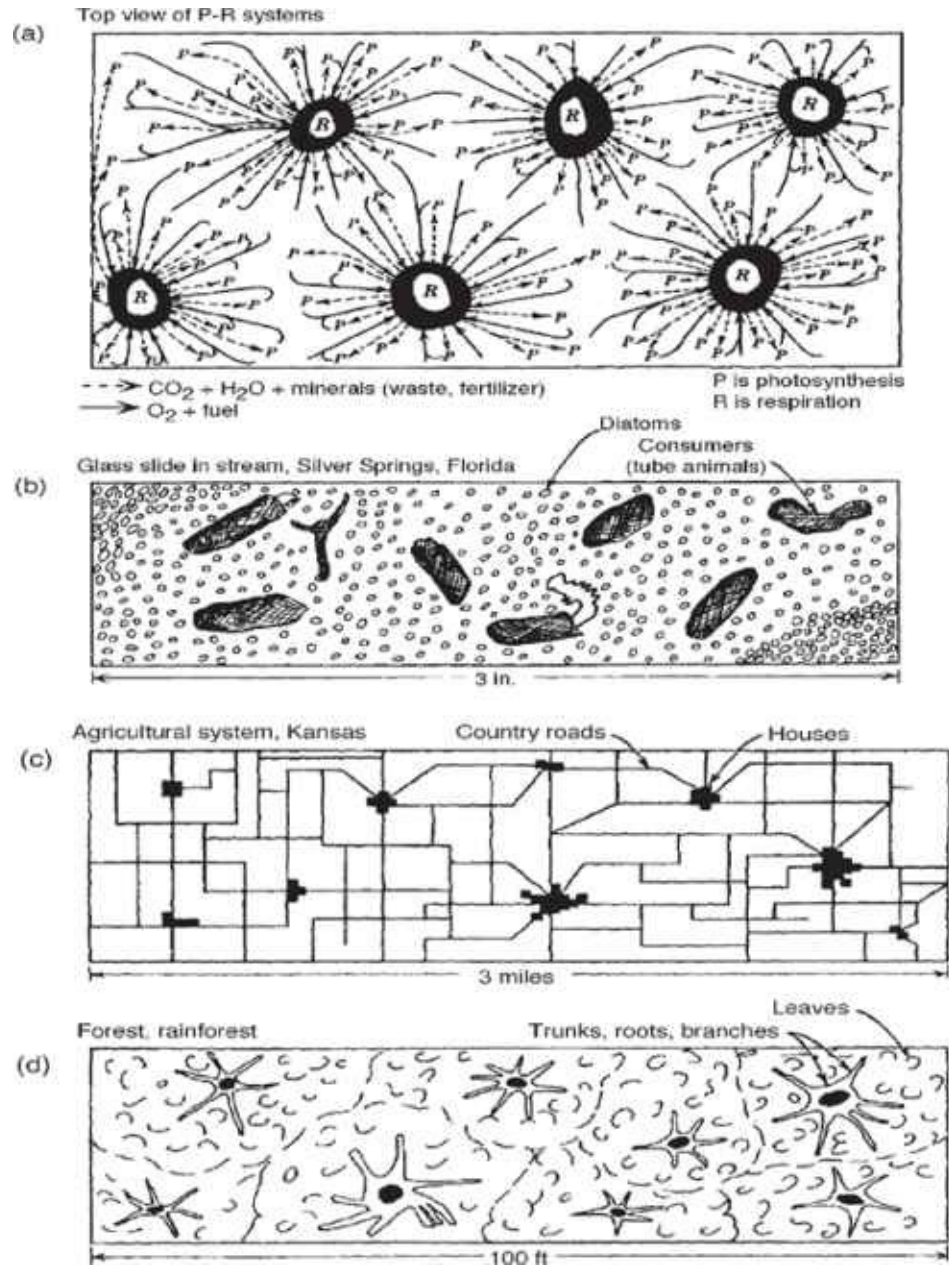 Top view of P-R systems
(a)
R R R
R R R
P P P P P P
---> CO₂ + H₂O + minerals (waste, fertilizer)
P is photosynthesis
→ O₂ + fuel
R is respiration
Diatoms
Consumers
(tube animals)
Glass slide in stream, Silver Springs, Florida
(b)
3 in.
Agricultural system, Kansas
Country roads
Houses
(c)
3 miles
Leaves
Forest, rainforest
Trunks, roots, branches
(d)
100 ft